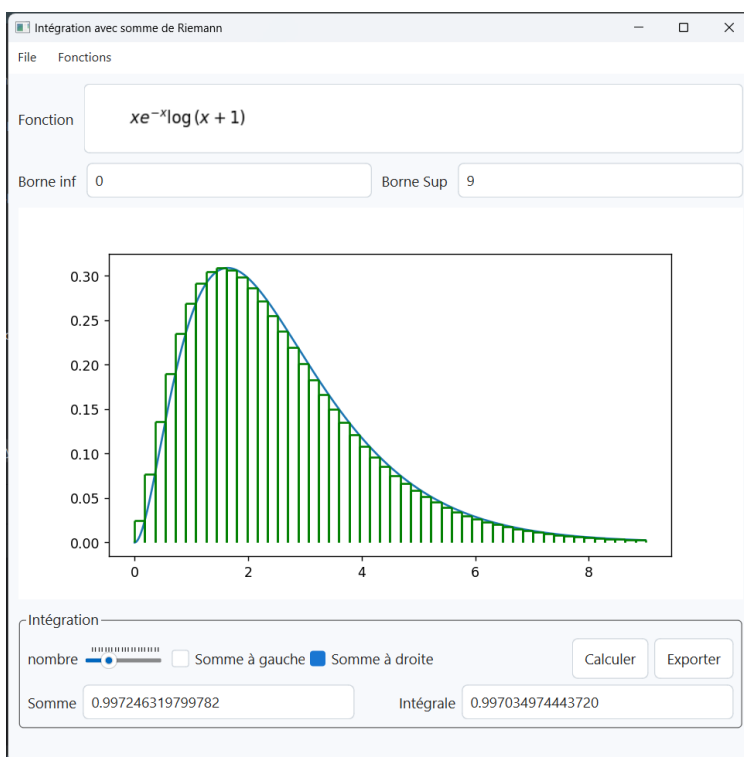 Intégration avec somme de Riemann
File Fonctions
Fonction xe^{-x}log(x + 1)
Borne inf 0 Borne Sup 9
0.30
0.25
0.20
0.15
0.10
0.05
0.00
0 2 4 6 8
Intégration
nombre Somme à gauche Somme à droite Calculer Exporter
Somme 0.997246319799782 Intégrale 0.997034974443720